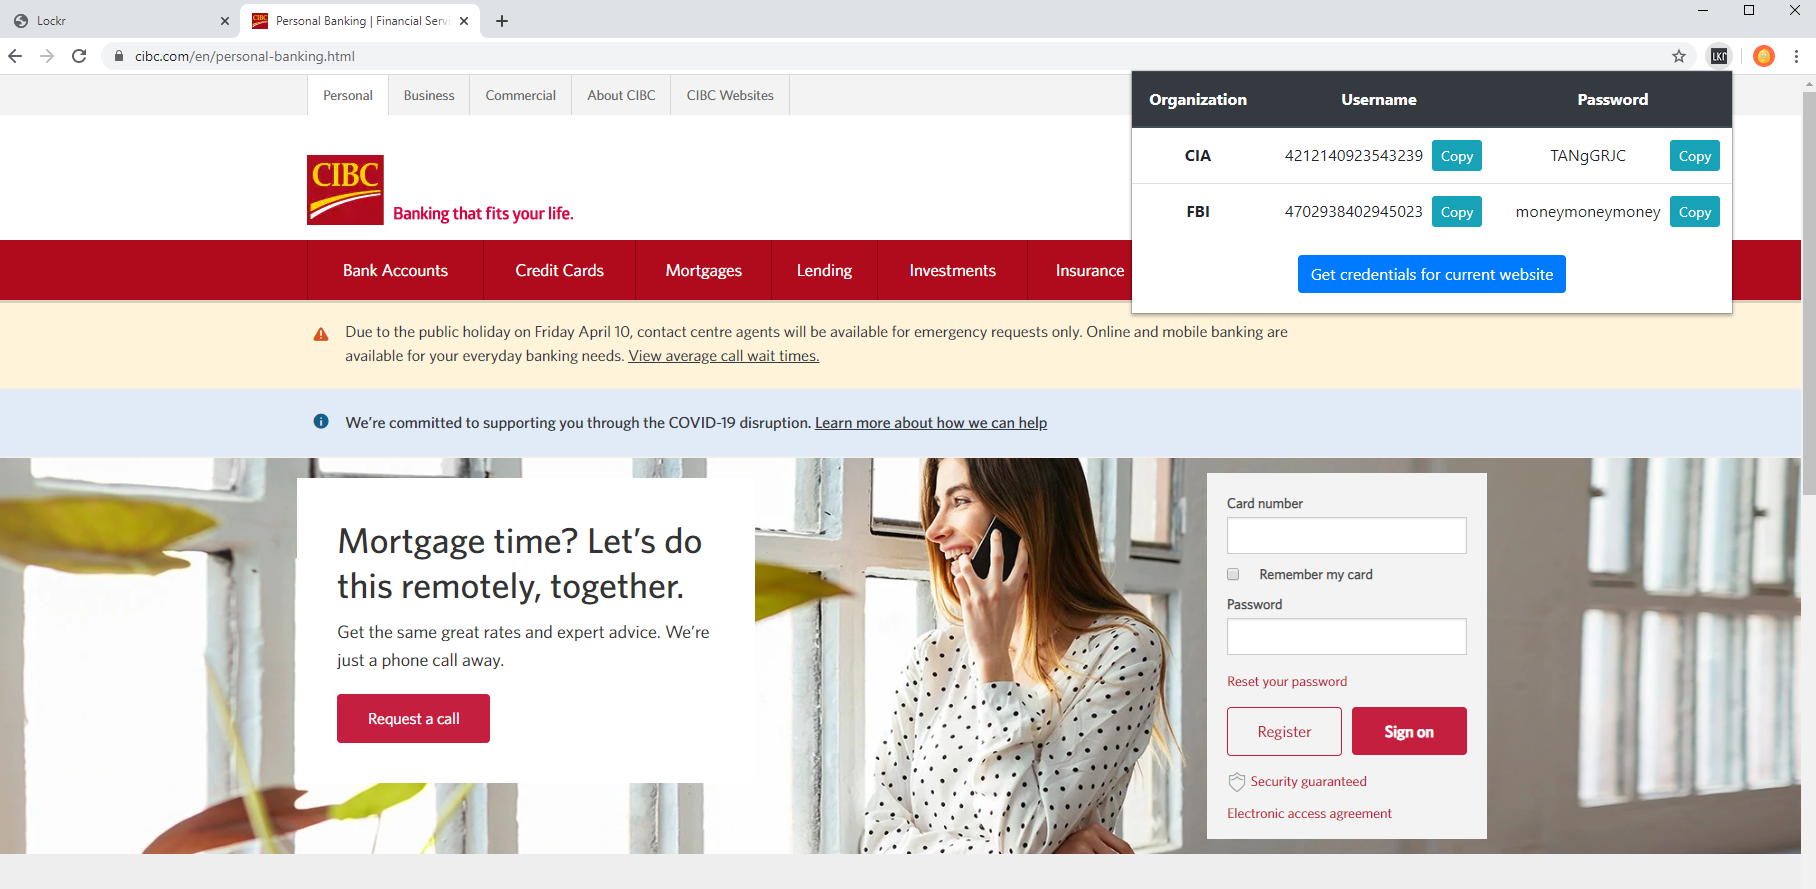 Lockr
Personal Banking | Financial Servi
cibc.com/en/personal-banking.html
LKr
Personal
Business
Commercial
About CIBC
CIBC Websites
Organization Username Password
CIA 4212140923543239 Copy TANgGRJC Copy
FBI 4702938402945023 Copy moneymoneymoney Copy
Get credentials for current website
CIBC
Banking that fits your life.
Bank Accounts
Credit Cards
Mortgages
Lending
Investments
Insurance
Due to the public holiday on Friday April 10, contact centre agents will be available for emergency requests only. Online and mobile banking are
available for your everyday banking needs. View average call wait times.
We're committed to supporting you through the COVID-19 disruption. Learn more about how we can help
Mortgage time? Let's do
this remotely, together.
Get the same great rates and expert advice. We're
just a phone call away.
Request a call
Card number
Remember my card
Password
Reset your password
Register
Sign on
Security guaranteed
Electronic access agreement